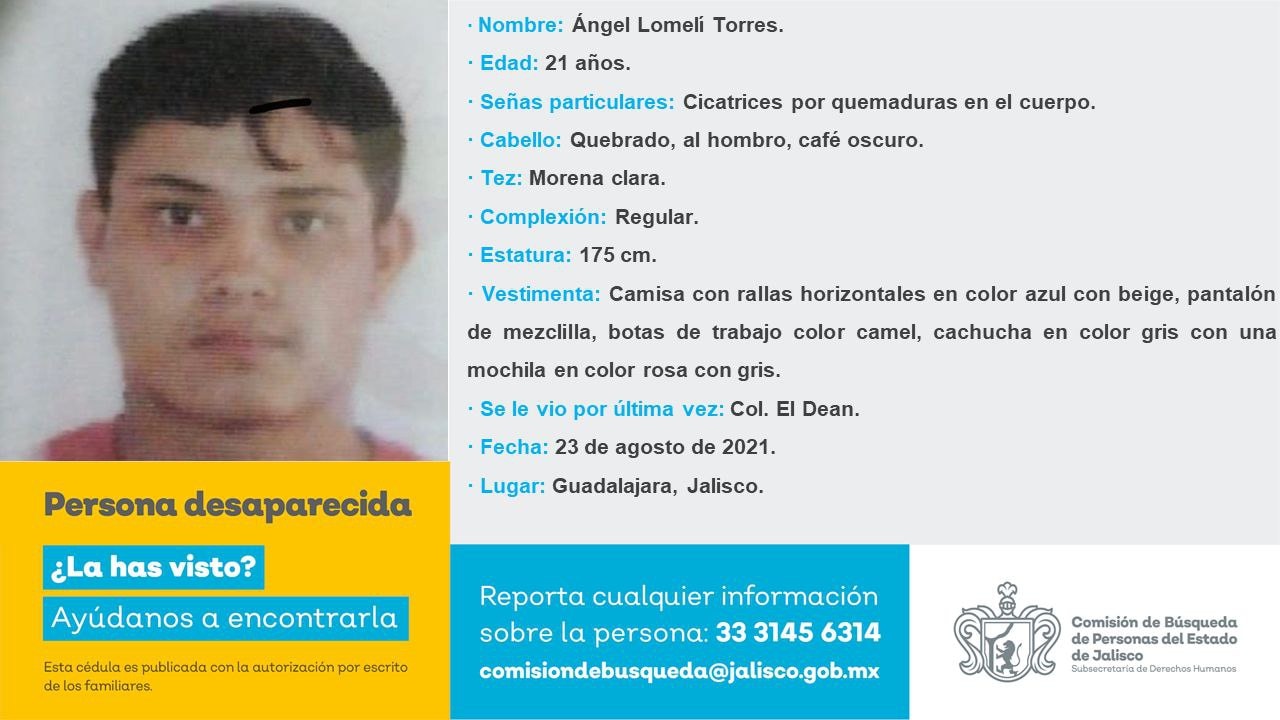 · Nombre: Ángel Lomelí Torres.
· Edad: 21 años.
· Señas particulares: Cicatrices por quemaduras en el cuerpo.
· Cabello: Quebrado, al hombro, café oscuro.
· Tez: Morena clara.
· Complexión: Regular.
· Estatura: 175 cm.
· Vestimenta: Camisa con rallas horizontales en color azul con beige, pantalón
de mezclilla, botas de trabajo color camel, cachucha en color gris con una
mochila en color rosa con gris.
· Se le vio por última vez: Col. El Dean.
· Fecha: 23 de agosto de 2021.
· Lugar: Guadalajara, Jalisco.
Persona desaparecida
¿La has visto?
Ayúdanos a encontrarla
Esta cédula es publicada con la autorización por escrito
de los familiares.
Reporta cualquier información
sobre la persona: 33 3145 6314
comisiondebusqueda@jalisco.gob.mx
Comisión de Búsqueda
de Personas del Estado
de Jalisco
Subsecretaría de Derechos Humanos